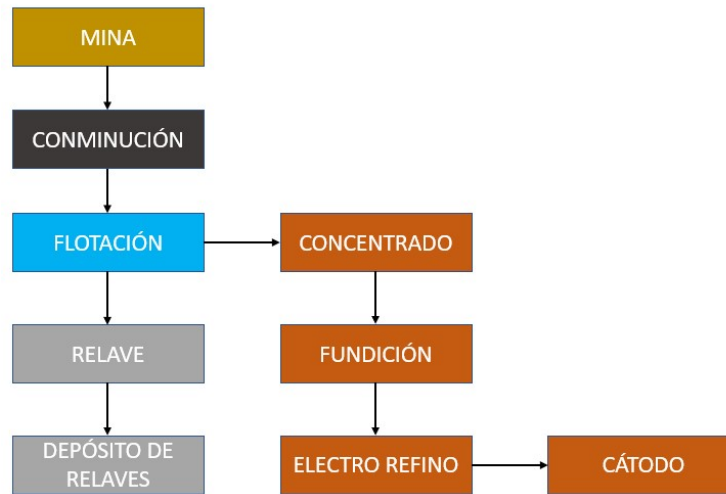 MINA
CONMINUCIÓN
FLOTACIÓN
CONCENTRADO
RELAVE
FUNDICIÓN
DEPÓSITO DE
RELAVES
ELECTRO REFINO
CÁTODO